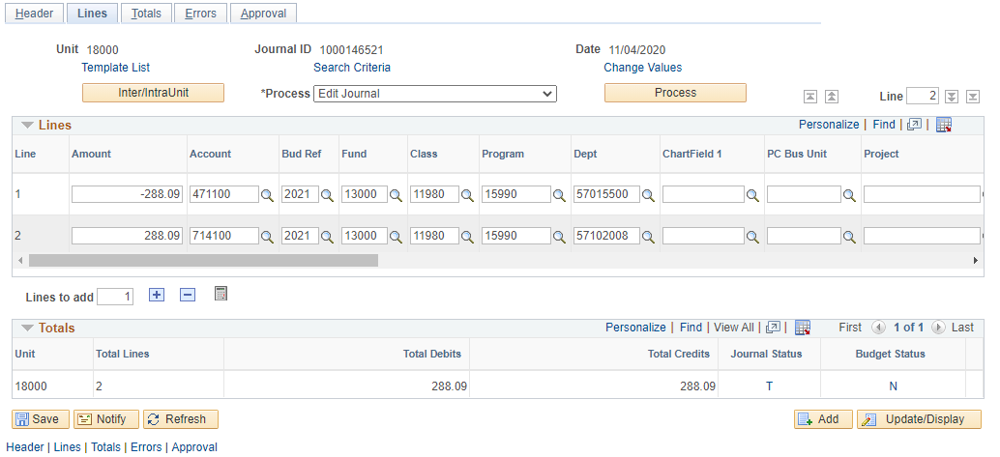 Header Lines Totals Errors Approval
Unit 18000 Journal ID 1000146521 Date 11/04/2020
Template List Search Criteria Change Values
Inter/IntraUnit *Process Edit Journal Process Line 2
Lines Personalize | Find | |
Line Amount Account Bud Ref Fund Class Program Dept ChartField 1 PC Bus Unit Project
1 -288.09 471100 2021 13000 11980 15990 57015500
2 288.09 714100 2021 13000 11980 15990 57102008
Lines to add 1
Totals Personalize | Find | View All | | First 1 of 1 Last
Unit Total Lines Total Debits Total Credits Journal Status Budget Status
18000 2 288.09 288.09 T N
Save Notify Refresh Add Update/Display
Header | Lines | Totals | Errors | Approval